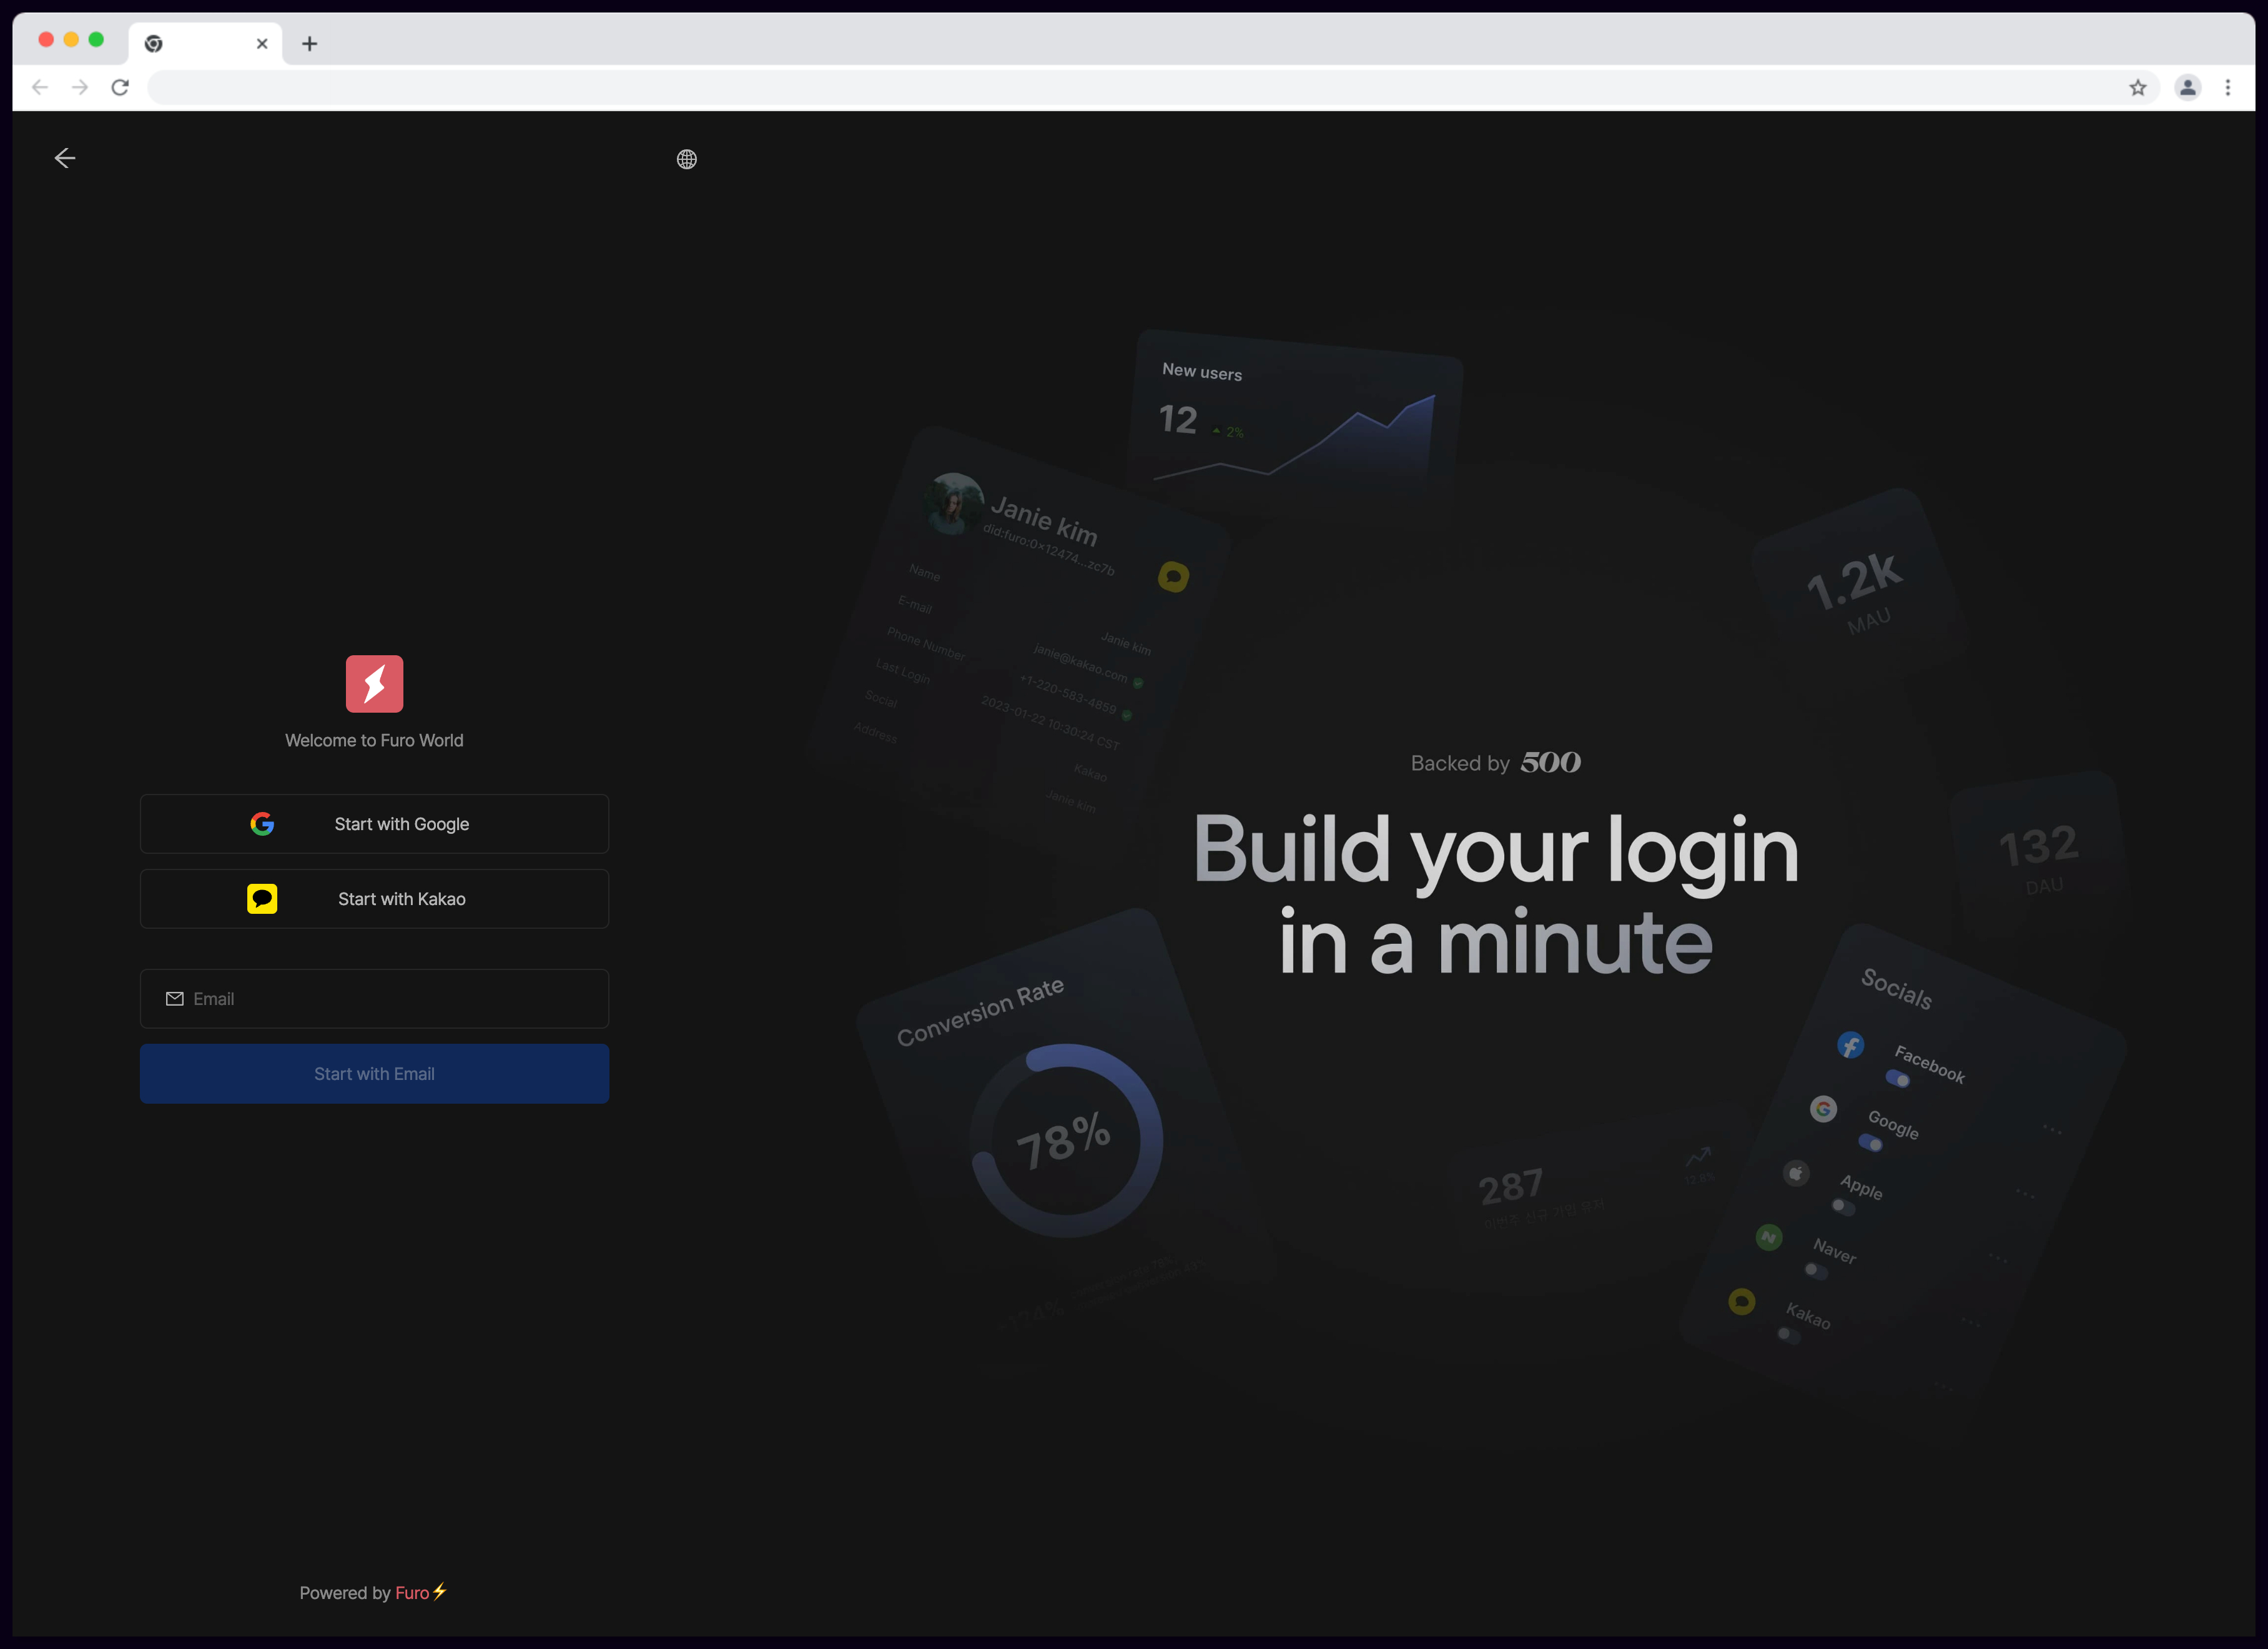 Welcome to Furo World
Start with Google
Start with Kakao
Email
Start with Email
Powered by Furo⚡
New users
12
2%
Janie kim
did:furo:0×12474...zc7b
Name
Janie kim
E-mail
janie@kakao.com
Phone Number
+1-220-583-4859
Last Login
2023-01-22 10:30:24 CST
Social
Kakao
Address
Janie kim
1.2k
MAU
Backed by 500
Build your login
in a minute
132
DAU
Conversion Rate
78%
287
12.8%
Socials
Facebook
Google
Apple
Naver
Kakao